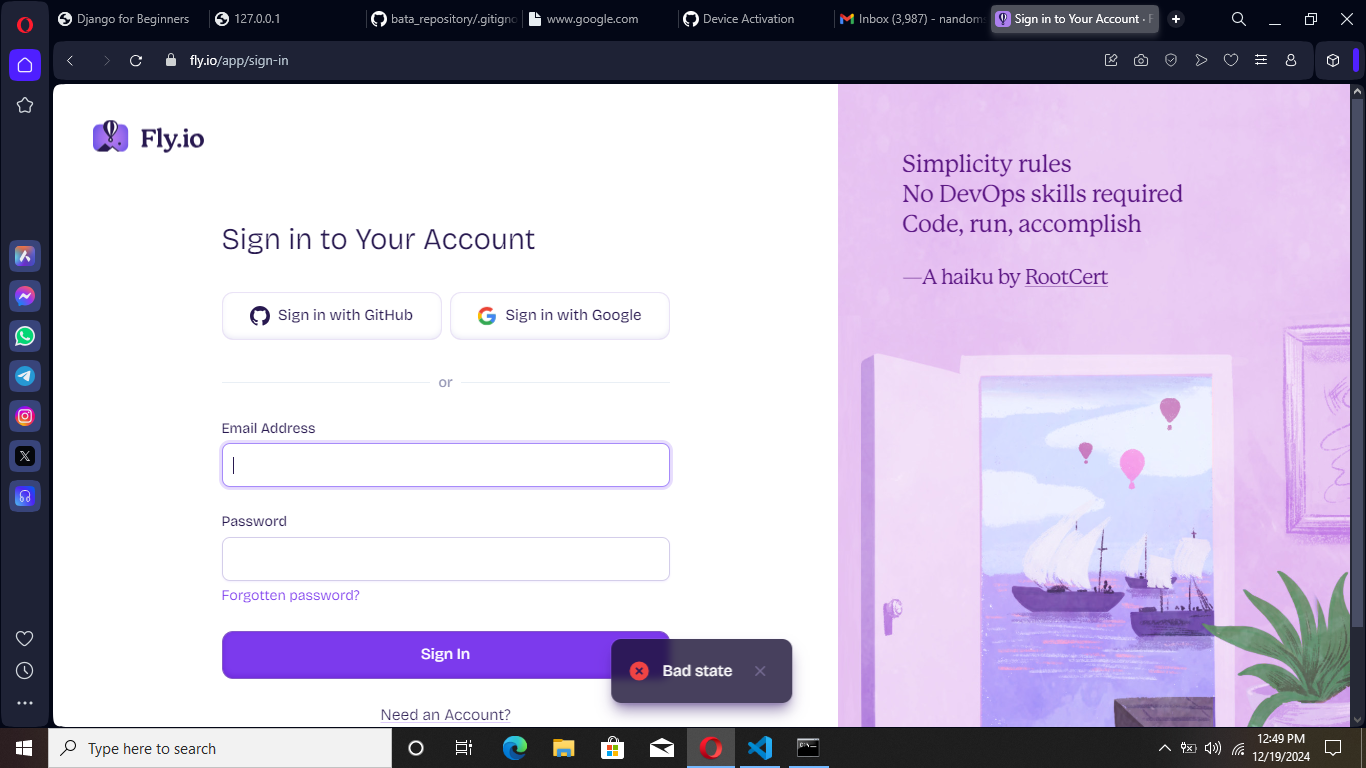 Django for Beginners
127.0.0.1
bata_repository/.gitigno
www.google.com
Device Activation
Inbox (3,987) - nandom
Sign in to Your Account · F
fly.io/app/sign-in
Fly.io
Sign in to Your Account
Sign in with GitHub
Sign in with Google
or
Email Address
Password
Forgotten password?
Sign In
Need an Account?
Bad state
Simplicity rules
No DevOps skills required
Code, run, accomplish
—A haiku by RootCert
Type here to search
12:49 PM
12/19/2024